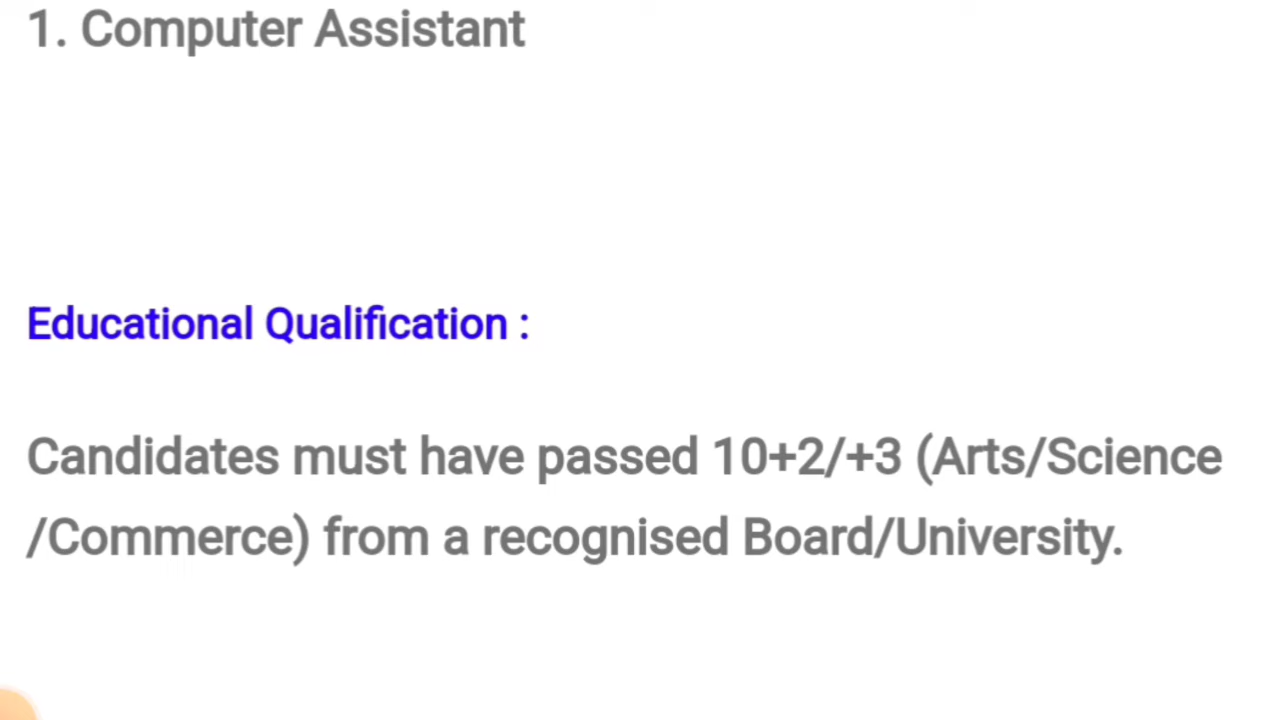 1. Computer Assistant
Educational Qualification :
Candidates must have passed 10+2/+3 (Arts/Science
/Commerce) from a recognised Board/University.